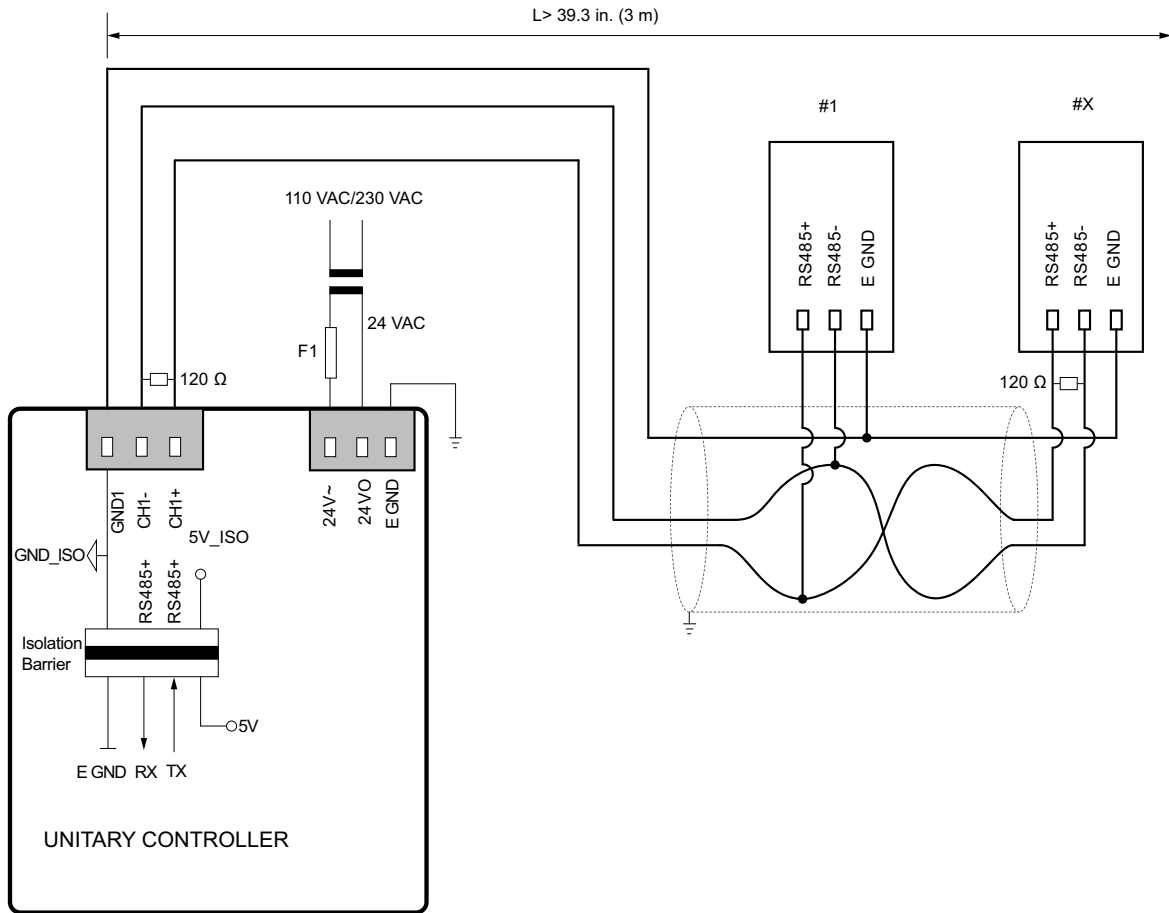 L> 39.3 in. (3 m)
#1
#X
110 VAC/230 VAC
RS485+
RS485-
E GND
RS485+
RS485-
E GND
24 VAC
F1
120 Ω
120 Ω
GND1
CH1-
CH1+
24V~
24V0
E GND
5V_ISO
GND_ISO
RS485+
RS485+
Isolation
Barrier
5V
E GND
RX
TX
UNITARY CONTROLLER